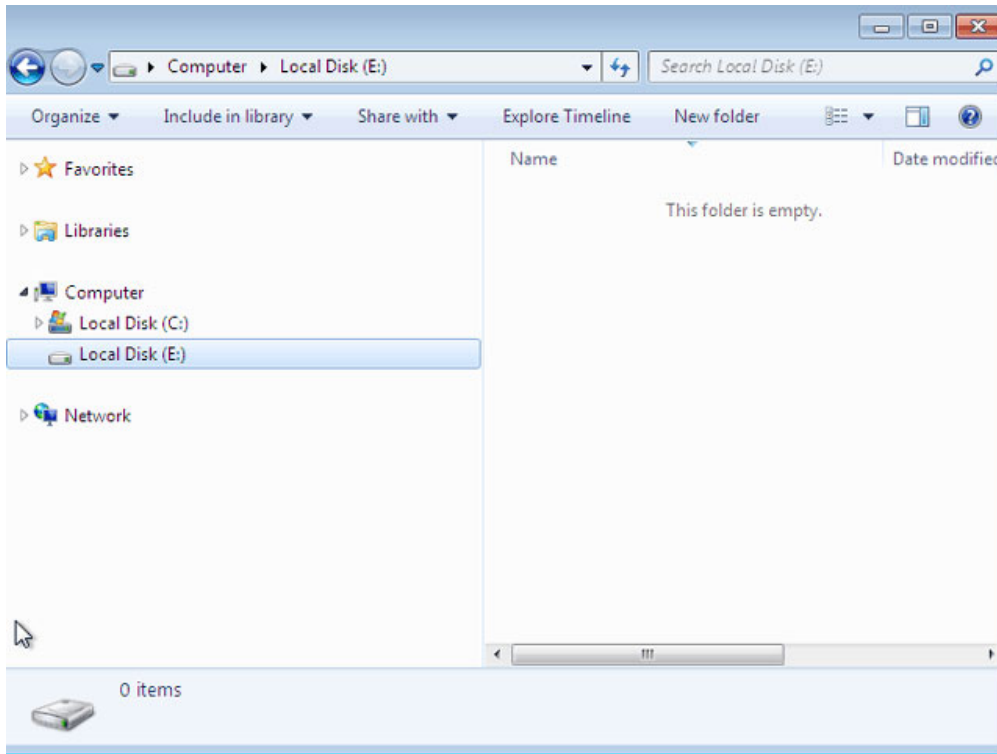 Computer Local Disk (E:)
Search Local Disk (E:)
Organize Include in library Share with Explore Timeline New folder
Name Date modified
This folder is empty.
Favorites
Libraries
Computer
Local Disk (C:)
Local Disk (E:)
Network
0 items